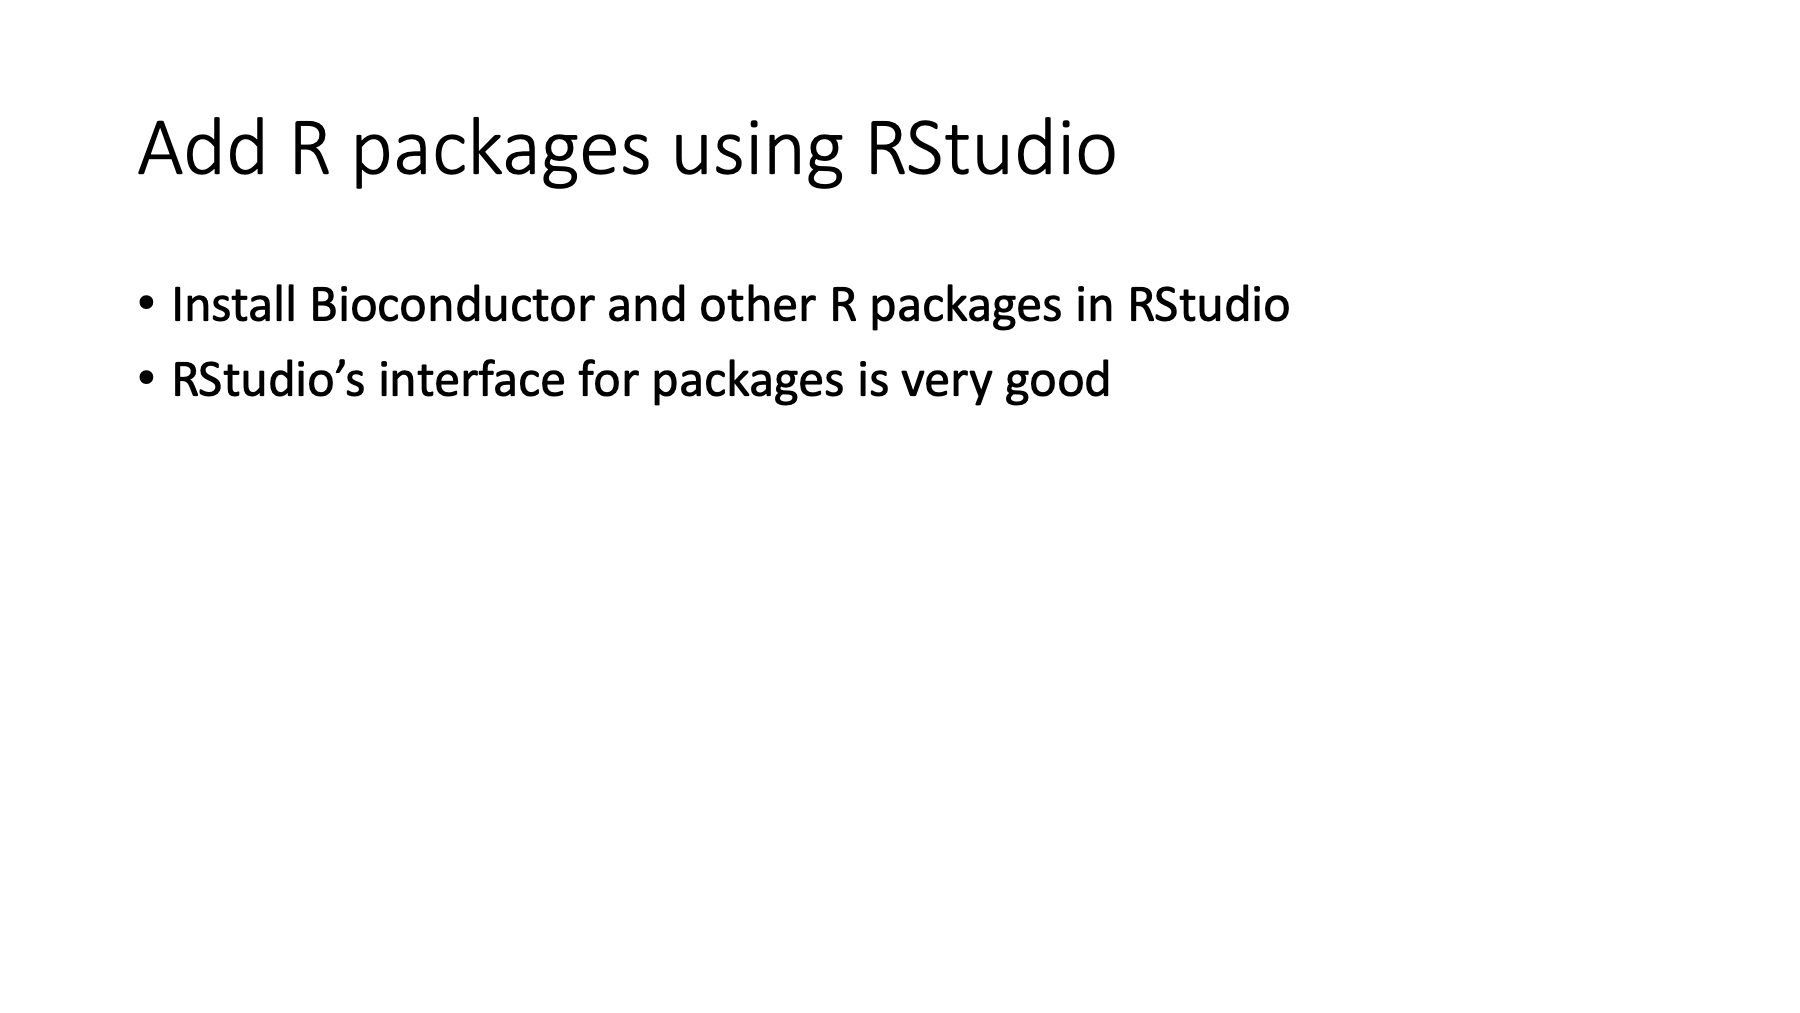 Add R packages using RStudio
• Install Bioconductor and other R packages in RStudio
• RStudio’s interface for packages is very good